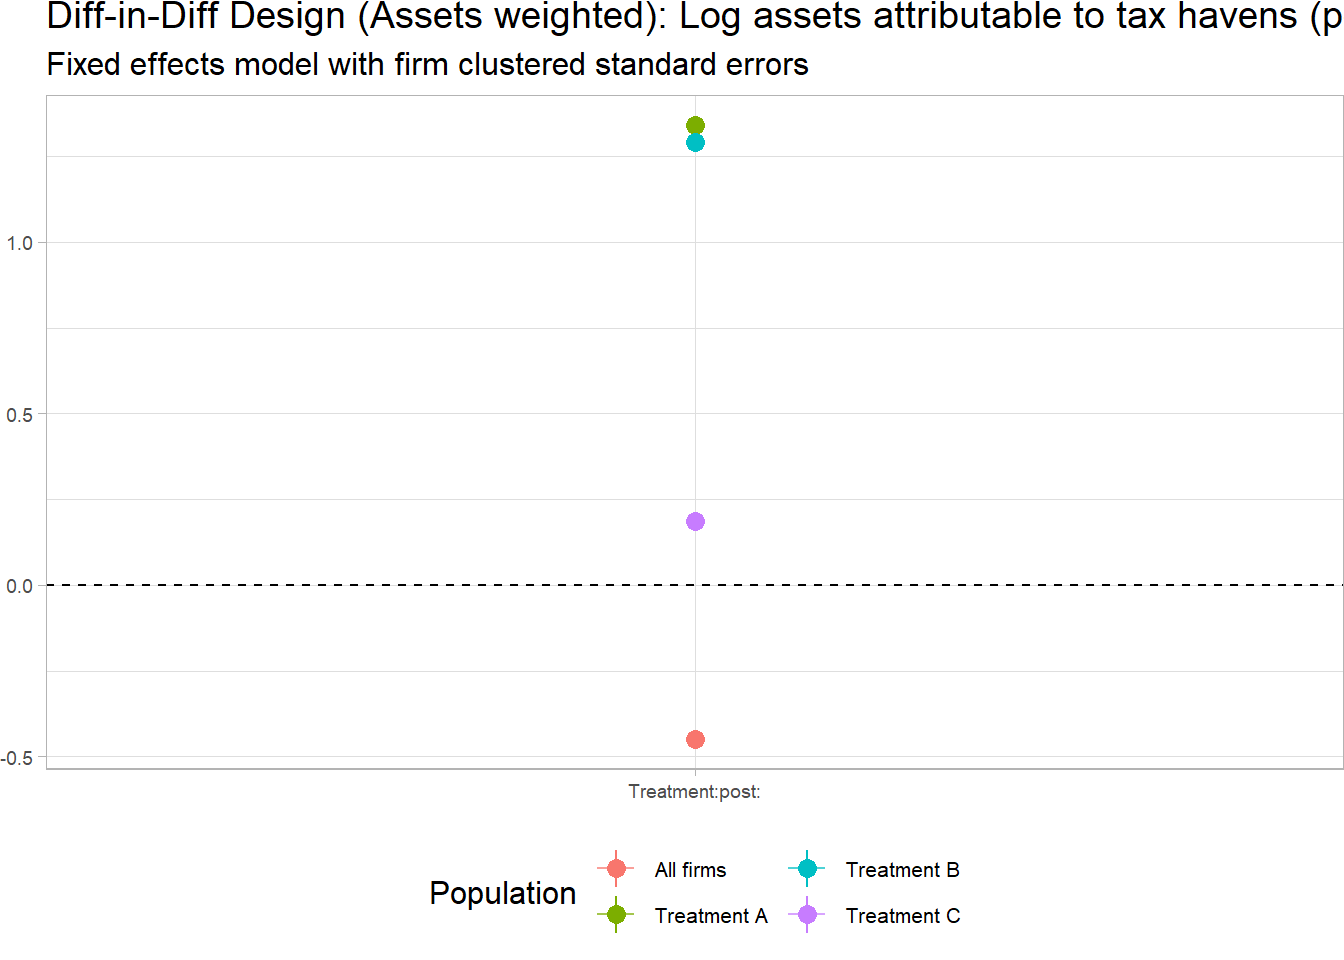 Diff-in-Diff Design (Assets weighted): Log assets attributable to tax havens (p
Fixed effects model with firm clustered standard errors
1.0
0.5
0.0
-0.5
Treatment:post:
Population
All firms
Treatment B
Treatment A
Treatment C